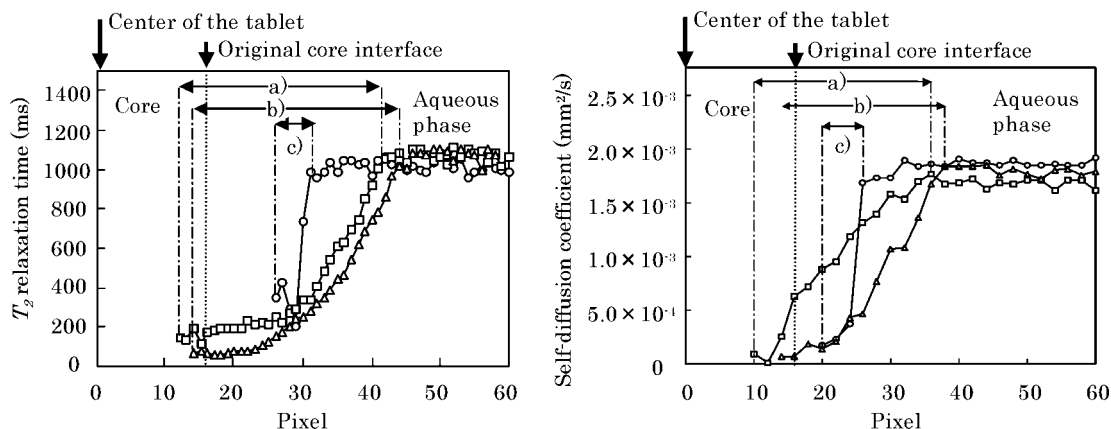 Center of the tablet
Original core interface
1400
1200
1000
800
600
400
200
0
T₂ relaxation time (ms)
Core
a)
b)
c)
Aqueous
phase
0 10 20 30 40 50 60
Pixel
Center of the tablet
Original core interface
2.5× 10⁻³
2.0× 10⁻³
1.5× 10⁻³
1.0× 10⁻³
5.0× 10⁻⁴
0
Self-diffusion coefficient (mm²/s)
Core
a)
b)
c)
Aqueous
phase
0 10 20 30 40 50 60
Pixel